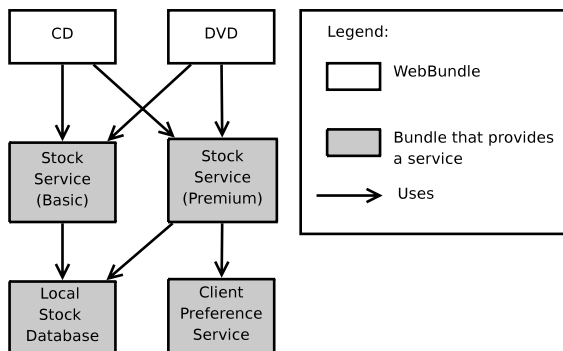 CD
DVD
Stock
Service
(Basic)
Stock
Service
(Premium)
Local
Stock
Database
Client
Preference
Service
Legend:
WebBundle
Bundle that provides
a service
Uses